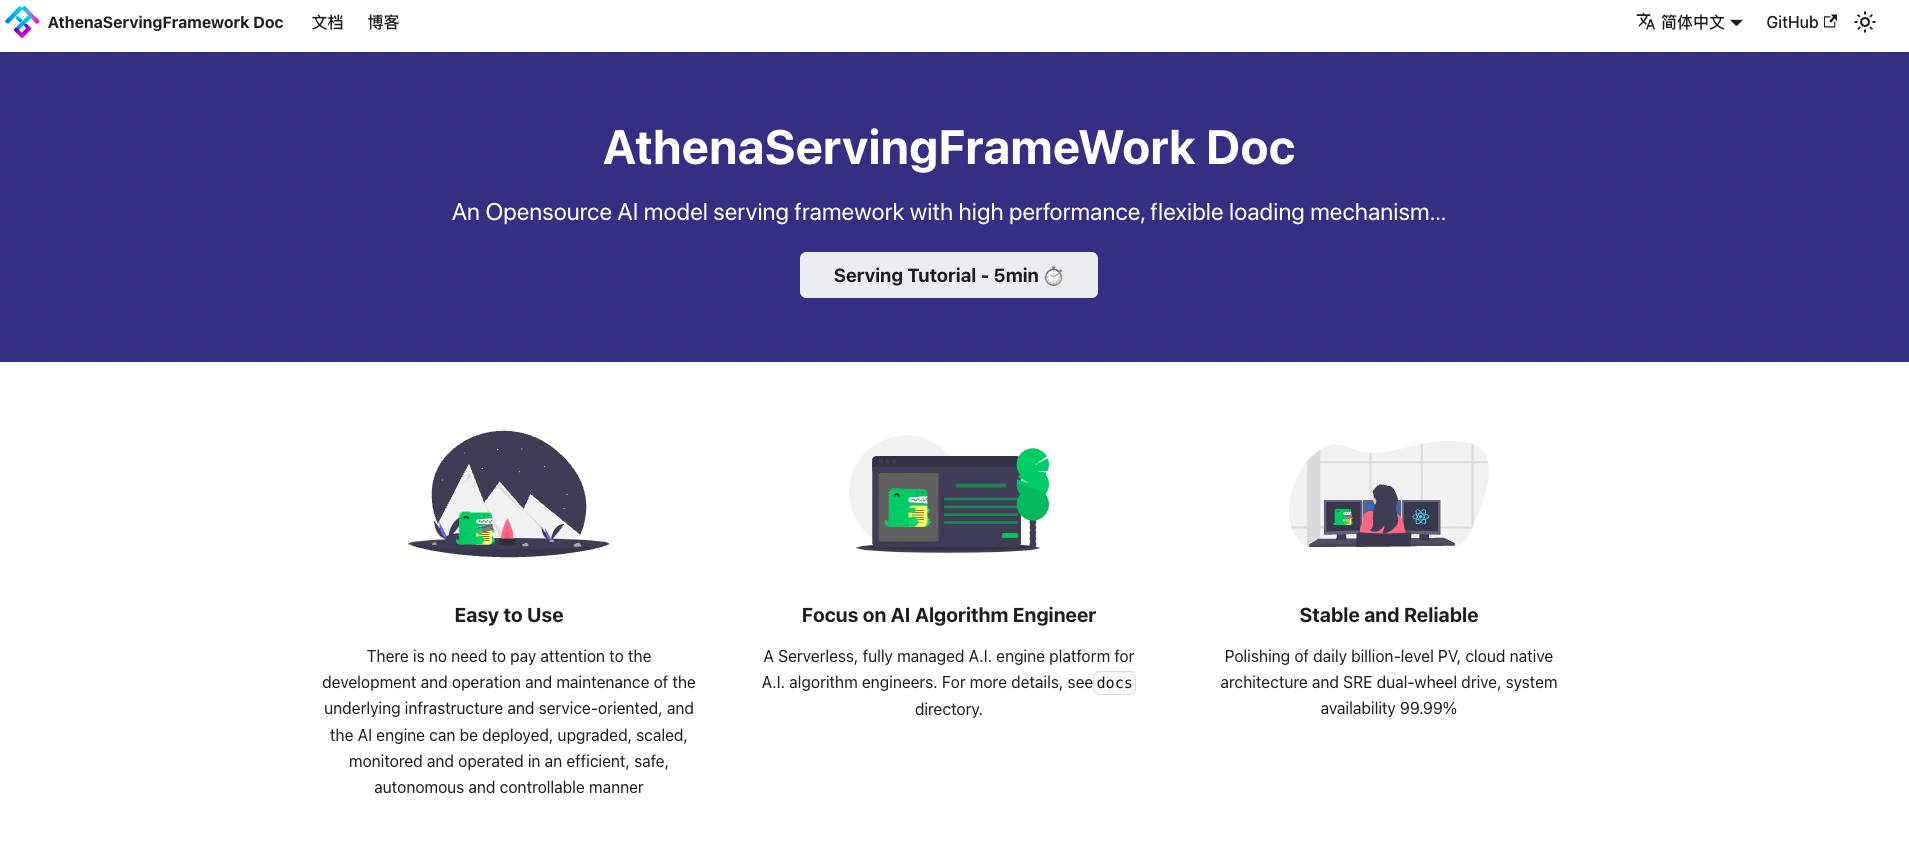 AthenaServingFramework Doc 文档 博客 简体中文 GitHub
AthenaServingFrameWork Doc
An Opensource AI model serving framework with high performance, flexible loading mechanism...
Serving Tutorial - 5min ⏱️
Easy to Use
There is no need to pay attention to the
development and operation and maintenance of the
underlying infrastructure and service-oriented, and
the AI engine can be deployed, upgraded, scaled,
monitored and operated in an efficient, safe,
autonomous and controllable manner
Focus on AI Algorithm Engineer
A Serverless, fully managed A.I. engine platform for
A.I. algorithm engineers. For more details, see docs
directory.
Stable and Reliable
Polishing of daily billion-level PV, cloud native
architecture and SRE dual-wheel drive, system
availability 99.99%